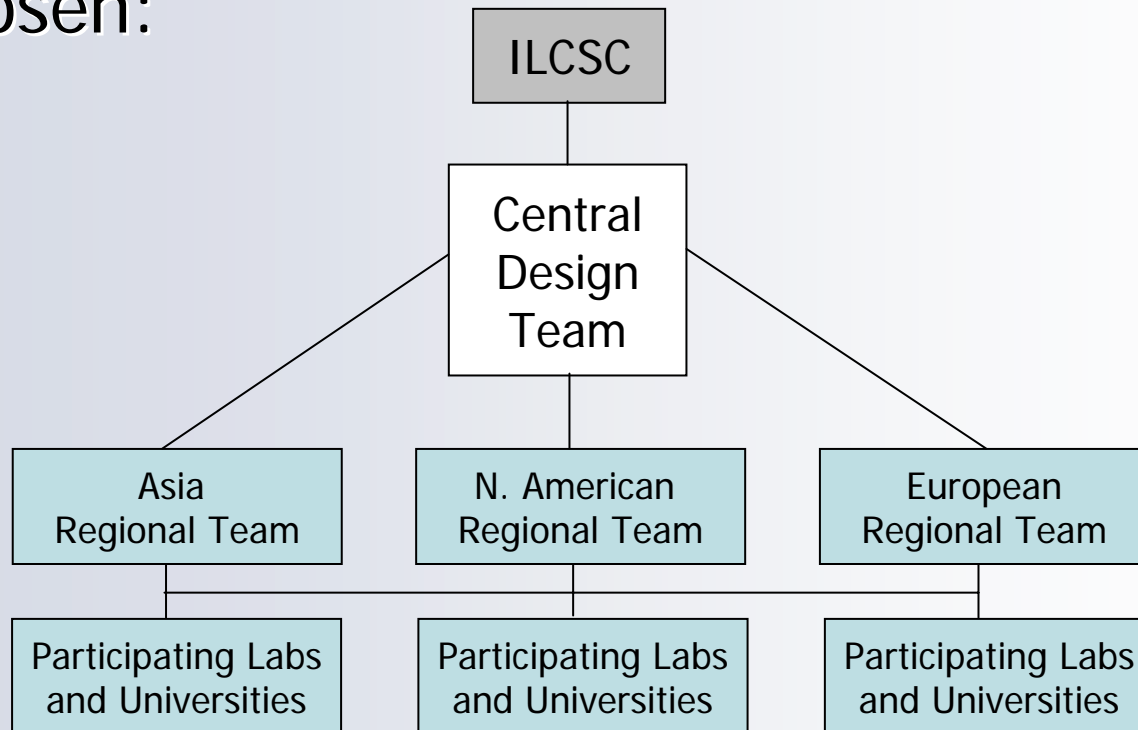 ILCSC
Central
Design
Team
Asia
Regional Team
N. American
Regional Team
European
Regional Team
Participating Labs
and Universities
Participating Labs
and Universities
Participating Labs
and Universities